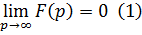 lim F(p) = 0 (1)
p→∞